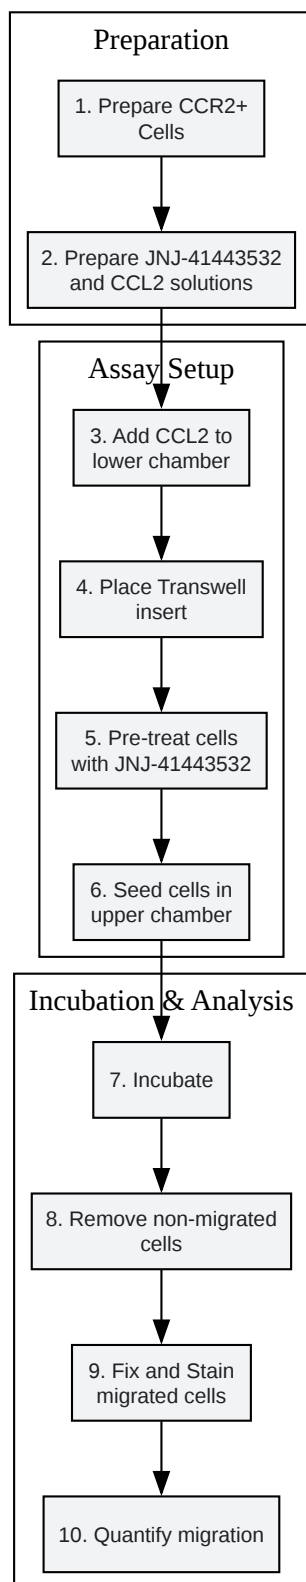 Preparation
1. Prepare CCR2+
Cells
2. Prepare JNJ-41443532
and CCL2 solutions
Assay Setup
3. Add CCL2 to
lower chamber
4. Place Transwell
insert
5. Pre-treat cells
with JNJ-41443532
6. Seed cells in
upper chamber
Incubation & Analysis
7. Incubate
8. Remove non-migrated
cells
9. Fix and Stain
migrated cells
10. Quantify migration